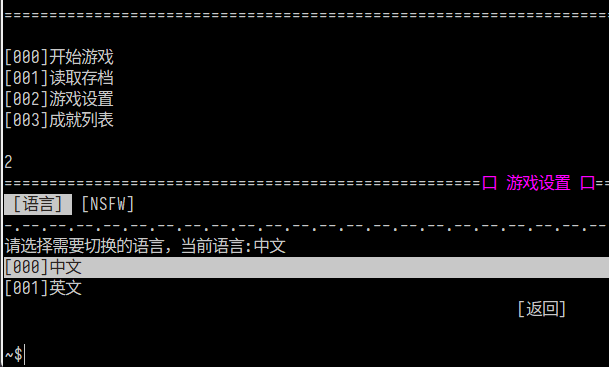 ============================================================
[000]开始游戏
[001]读取存档
[002]游戏设置
[003]成就列表
2
==========================================================口 游戏设置 口==
[语言] [NSFW]
-.--.--.--.--.--.--.--.--.--.--.--.--.--.--.--.--.--.--.--.--
请选择需要切换的语言，当前语言:中文
[000]中文
[001]英文
[返回]
~$